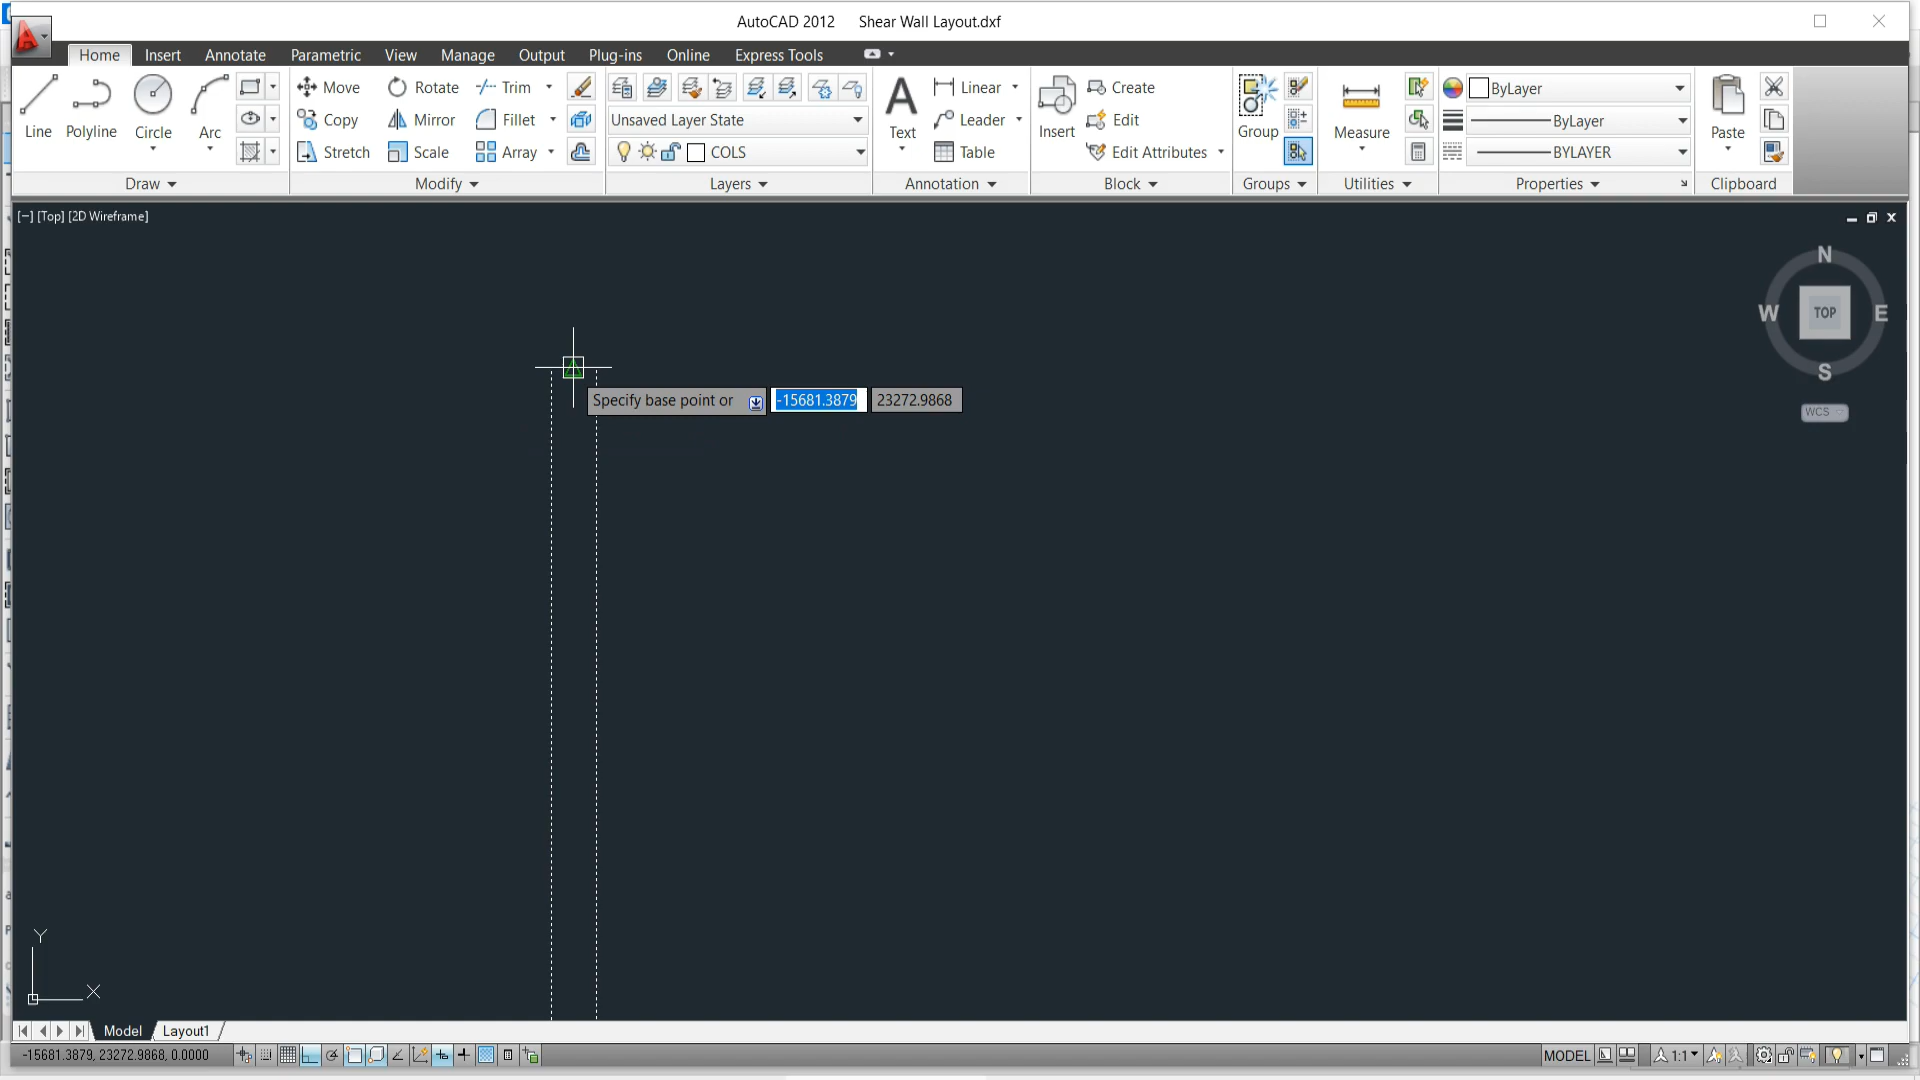 AutoCAD 2012 Shear Wall Layout.dxf
Home Insert Annotate Parametric View Manage Output Plug-ins Online Express Tools
Line Polyline Circle Arc
Move Rotate Trim
Copy Mirror Fillet
Stretch Scale Array
Unsaved Layer State
COLS
Text
Linear
Leader
Table
Insert
Create
Edit
Edit Attributes
Group
Measure
ByLayer
ByLayer
BYLAYER
Paste
Draw Modify Layers Annotation Block Groups Utilities Properties Clipboard
[−] [Top] [2D Wireframe]
N
W TOP E
S
WCS
Specify base point or -15681.3879 23272.9868
Y
X
Model Layout1
-15681.3879, 23272.9868, 0.0000 MODEL 1:1